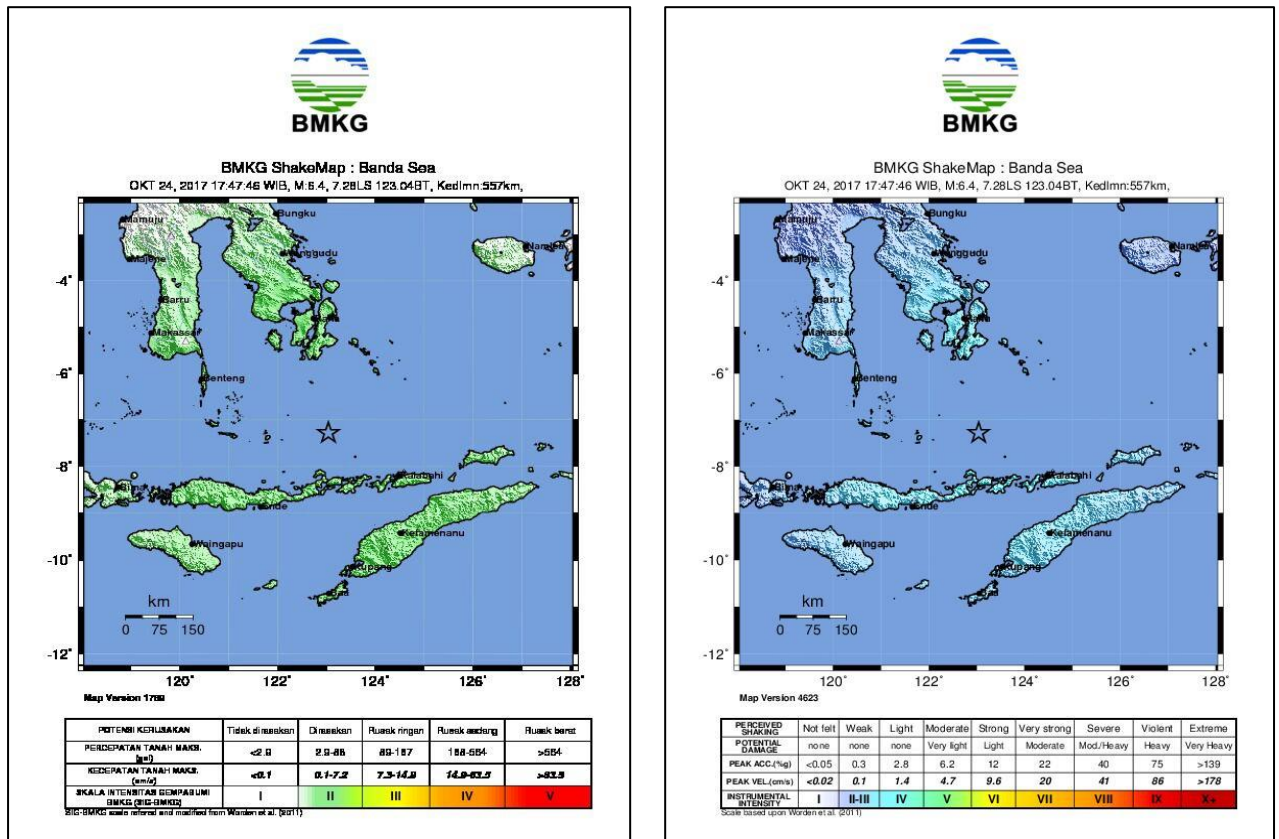 BMKG
BMKG ShakeMap : Banda Sea
OKT 24, 2017 17:47:46 WIB, M:6.4, 7.28LS 123.04BT, Kedlmn:557km,
Mamuju
Bungku
Namlea
Majene
Wanggudu
-4°
Barru
Raha
Makassar
-6°
Benteng
-8°
Kalabahi
Bima
Ende
Kefamenanu
Waingapu
-10°
Kupang
Baa
km
0 75 150
-12°
120° 122° 124° 126° 128°
Map Version 1789
POTENSI KERUSAKAN Tidak dirasakan Dirasakan Rusak ringan Rusak sedang Rusak berat
PERCEPATAN TANAH MAKS. (gal) <2.9 2.9-88 89-167 168-564 >564
KECEPATAN TANAH MAKS. (cm/s) <0.1 0.1-7.2 7.3-14.9 14.9-63.5 >63.5
SKALA INTENSITAS GEMPABUMI BMKG (SIG-BMKG) I II III IV V
SIG-BMKG scale refered and modified from Worden et al. (2011)
BMKG
BMKG ShakeMap : Banda Sea
OKT 24, 2017 17:47:46 WIB, M:6.4, 7.28LS 123.04BT, Kedlmn:557km,
Mamuju
Bungku
Namlea
Majene
Wanggudu
-4°
Barru
Raha
Makassar
-6°
Benteng
-8°
Kalabahi
Bima
Ende
Kefamenanu
Waingapu
-10°
Kupang
Baa
km
0 75 150
-12°
120° 122° 124° 126° 128°
Map Version 4623
PERCEIVED SHAKING Not felt Weak Light Moderate Strong Very strong Severe Violent Extreme
POTENTIAL DAMAGE none none none Very light Light Moderate Mod./Heavy Heavy Very Heavy
PEAK ACC.(%g) <0.05 0.3 2.8 6.2 12 22 40 75 >139
PEAK VEL.(cm/s) <0.02 0.1 1.4 4.7 9.6 20 41 86 >178
INSTRUMENTAL INTENSITY I II-III IV V VI VII VIII IX X+
Scale based upon Worden et al. (2011)